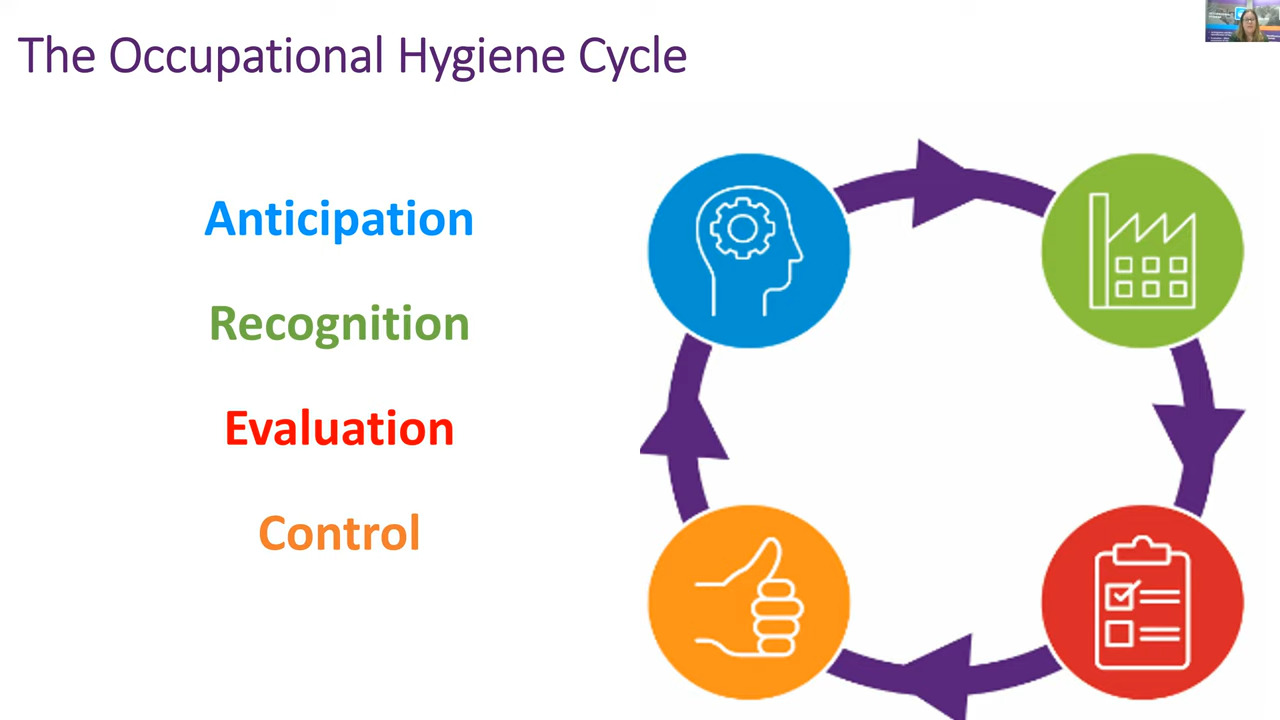 The Occupational Hygiene Cycle
Anticipation
Recognition
Evaluation
Control